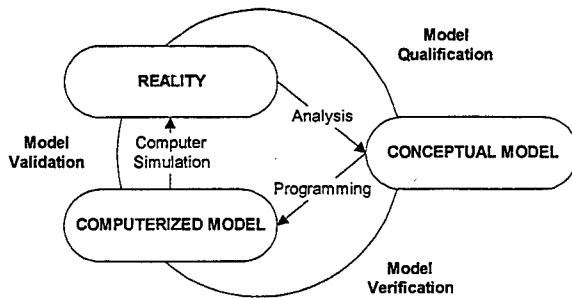 Model
Qualification
REALITY
Analysis
Model
Validation
Computer
Simulation
CONCEPTUAL MODEL
Programming
COMPUTERIZED MODEL
Model
Verification